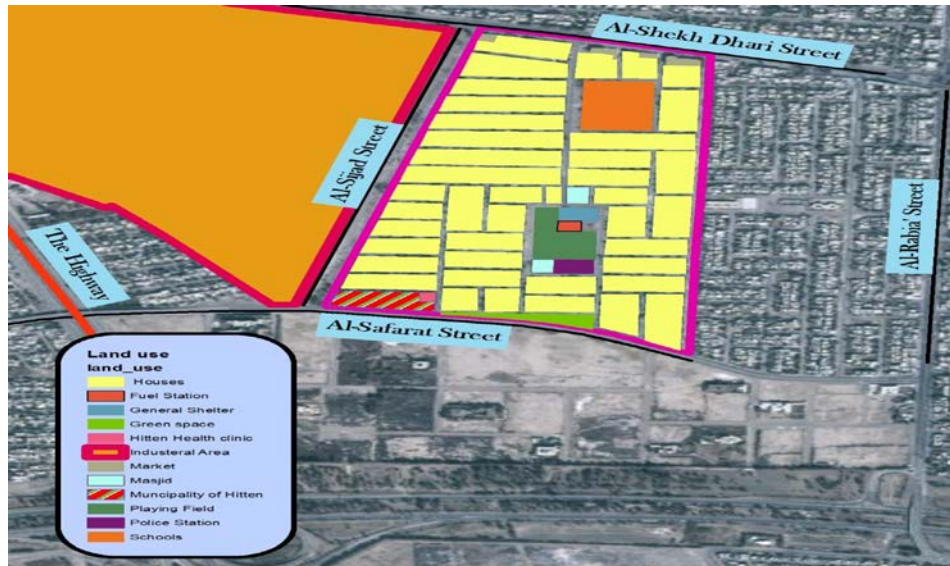 Al-Shekh Dhari Street
Al-Sijad Street
Al-Rabia' Street
The Highway
Al-Safarat Street
Land use
land_use
Houses
Fuel Station
General Shelter
Green space
Hitten Health clinic
Industeral Area
Market
Masjid
Muncipality of Hitten
Playing Field
Police Station
Schools